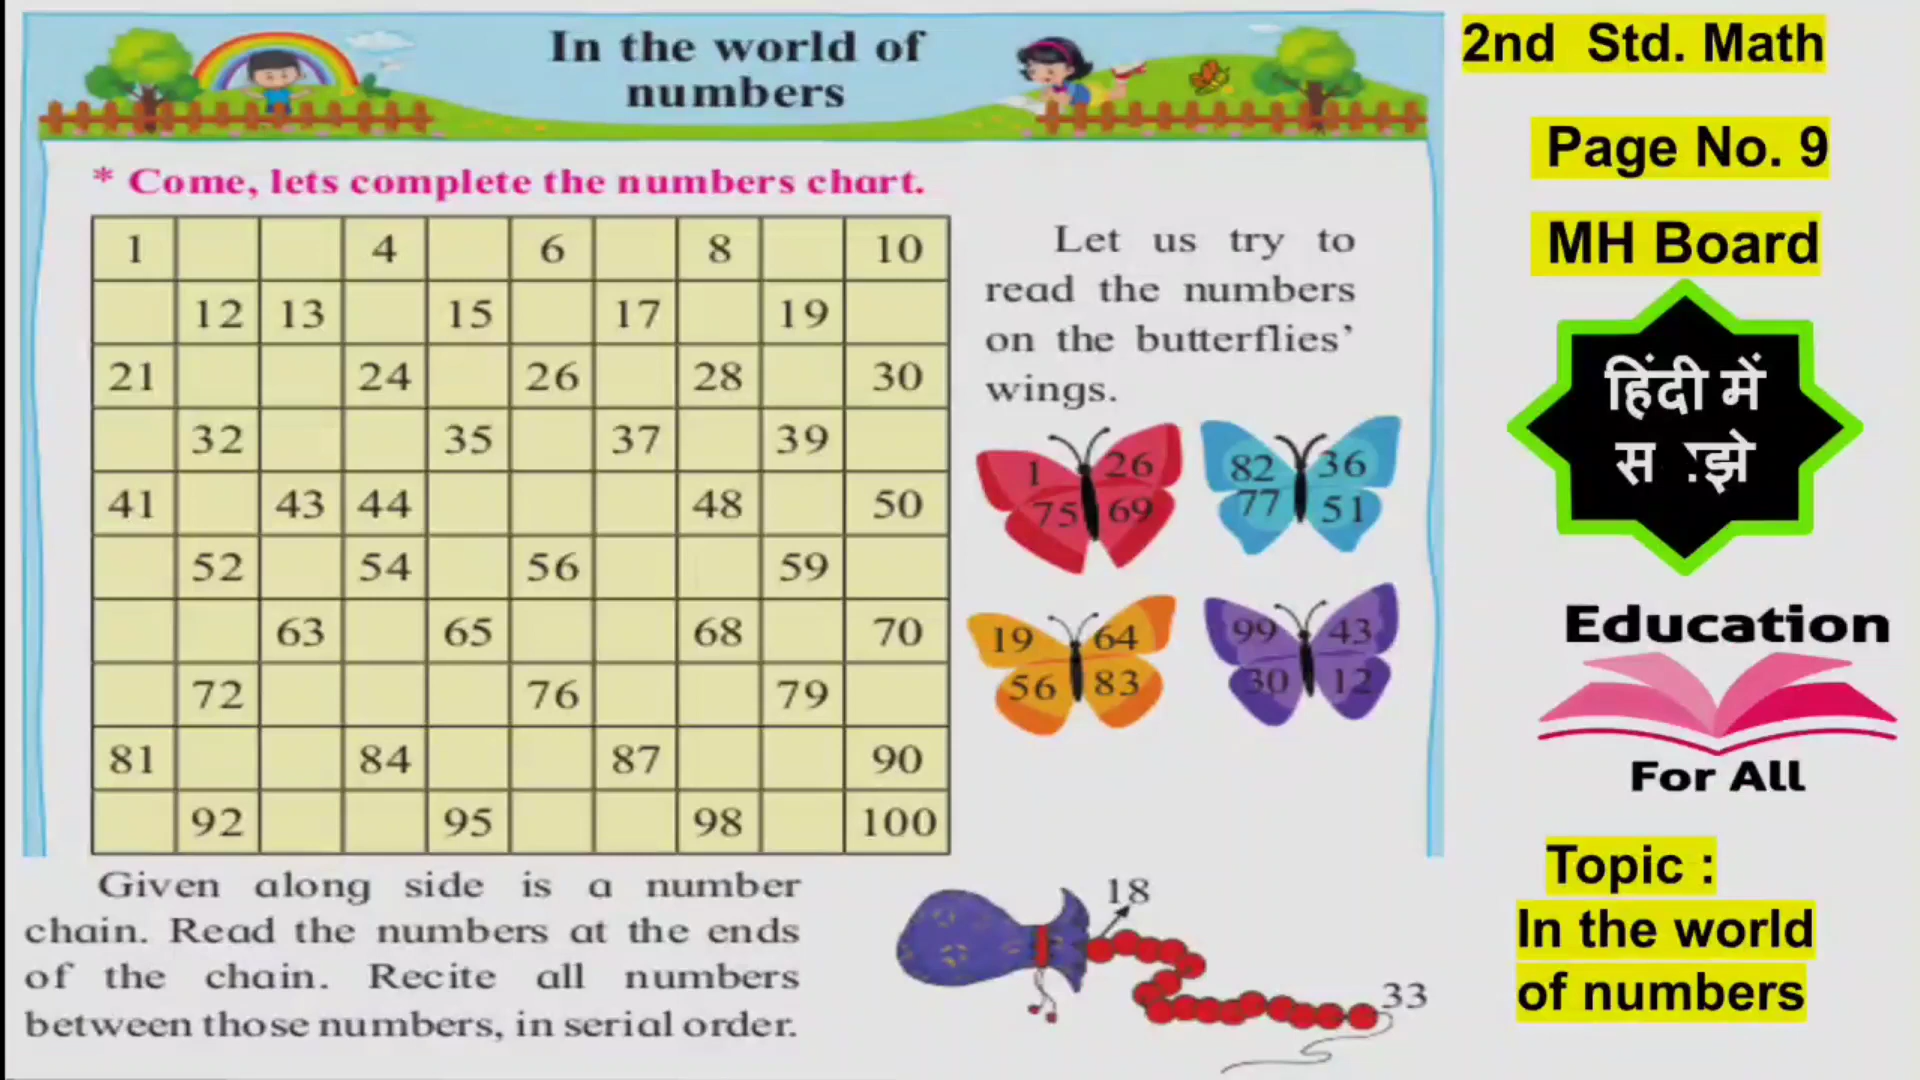 In the world of
numbers
* Come, lets complete the numbers chart.
1 4 6 8 10
12 13 15 17 19
21 24 26 28 30
32 35 37 39
41 43 44 48 50
52 54 56 59
63 65 68 70
72 76 79
81 84 87 90
92 95 98 100
Let us try to
read the numbers
on the butterflies’
wings.
1 26
75 69
82 36
77 51
19 64
56 83
99 43
30 12
Given along side is a number
chain. Read the numbers at the ends
of the chain. Recite all numbers
between those numbers, in serial order.
18
33
2nd Std. Math
Page No. 9
MH Board
हिंदी में
Education
For All
Topic :
In the world
of numbers